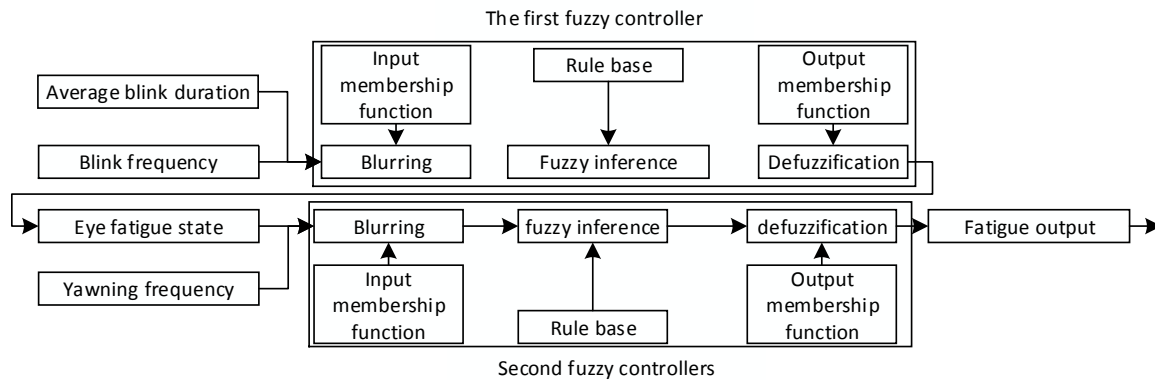 The first fuzzy controller
Input
membership
function
Rule base
Output
membership
function
Average blink duration
Blink frequency
Blurring
Fuzzy inference
Defuzzification
Eye fatigue state
Blurring
fuzzy inference
defuzzification
Fatigue output
Yawning frequency
Input
membership
function
Rule base
Output
membership
function
Second fuzzy controllers